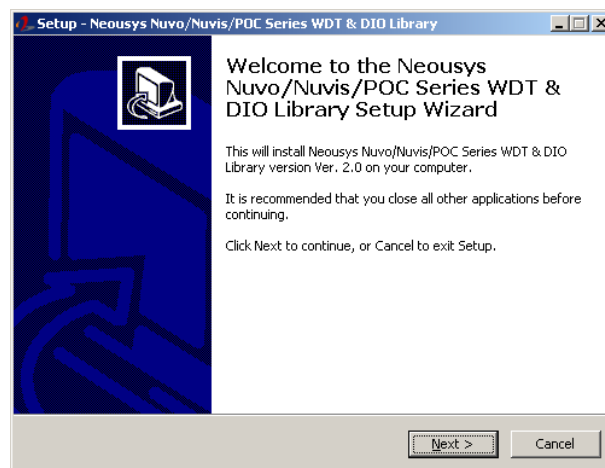 Setup - Neousys Nuvo/Nuvis/POC Series WDT & DIO Library
Welcome to the Neousys
Nuvo/Nuvis/POC Series WDT &
DIO Library Setup Wizard
This will install Neousys Nuvo/Nuvis/POC Series WDT & DIO
Library version Ver. 2.0 on your computer.
It is recommended that you close all other applications before
continuing.
Click Next to continue, or Cancel to exit Setup.
Next >
Cancel